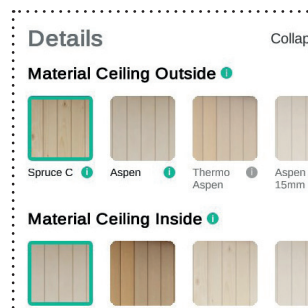 Details
Collap
Material Ceiling Outside
Spruce C
Aspen
Thermo
Aspen
Aspen
15mm
Material Ceiling Inside